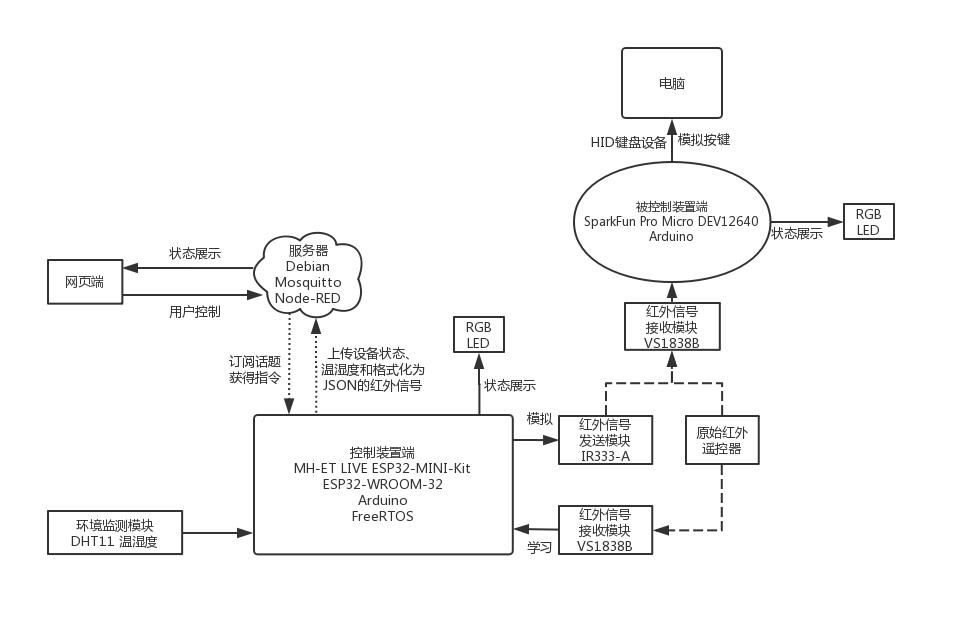 电脑
HID键盘设备
模拟按键
被控制装置端
SparkFun Pro Micro DEV12640
Arduino
状态展示
RGB
LED
红外信号
接收模块
VS1838B
状态展示
网页端
用户控制
服务器
Debian
Mosquitto
Node-RED
订阅话题
获得指令
上传设备状态、
温湿度和格式化为
JSON的红外信号
RGB
LED
状态展示
控制装置端
MH-ET LIVE ESP32-MINI-Kit
ESP32-WROOM-32
Arduino
FreeRTOS
模拟
红外信号
发送模块
IR333-A
原始红外
遥控器
环境监测模块
DHT11 温湿度
学习
红外信号
接收模块
VS1838B